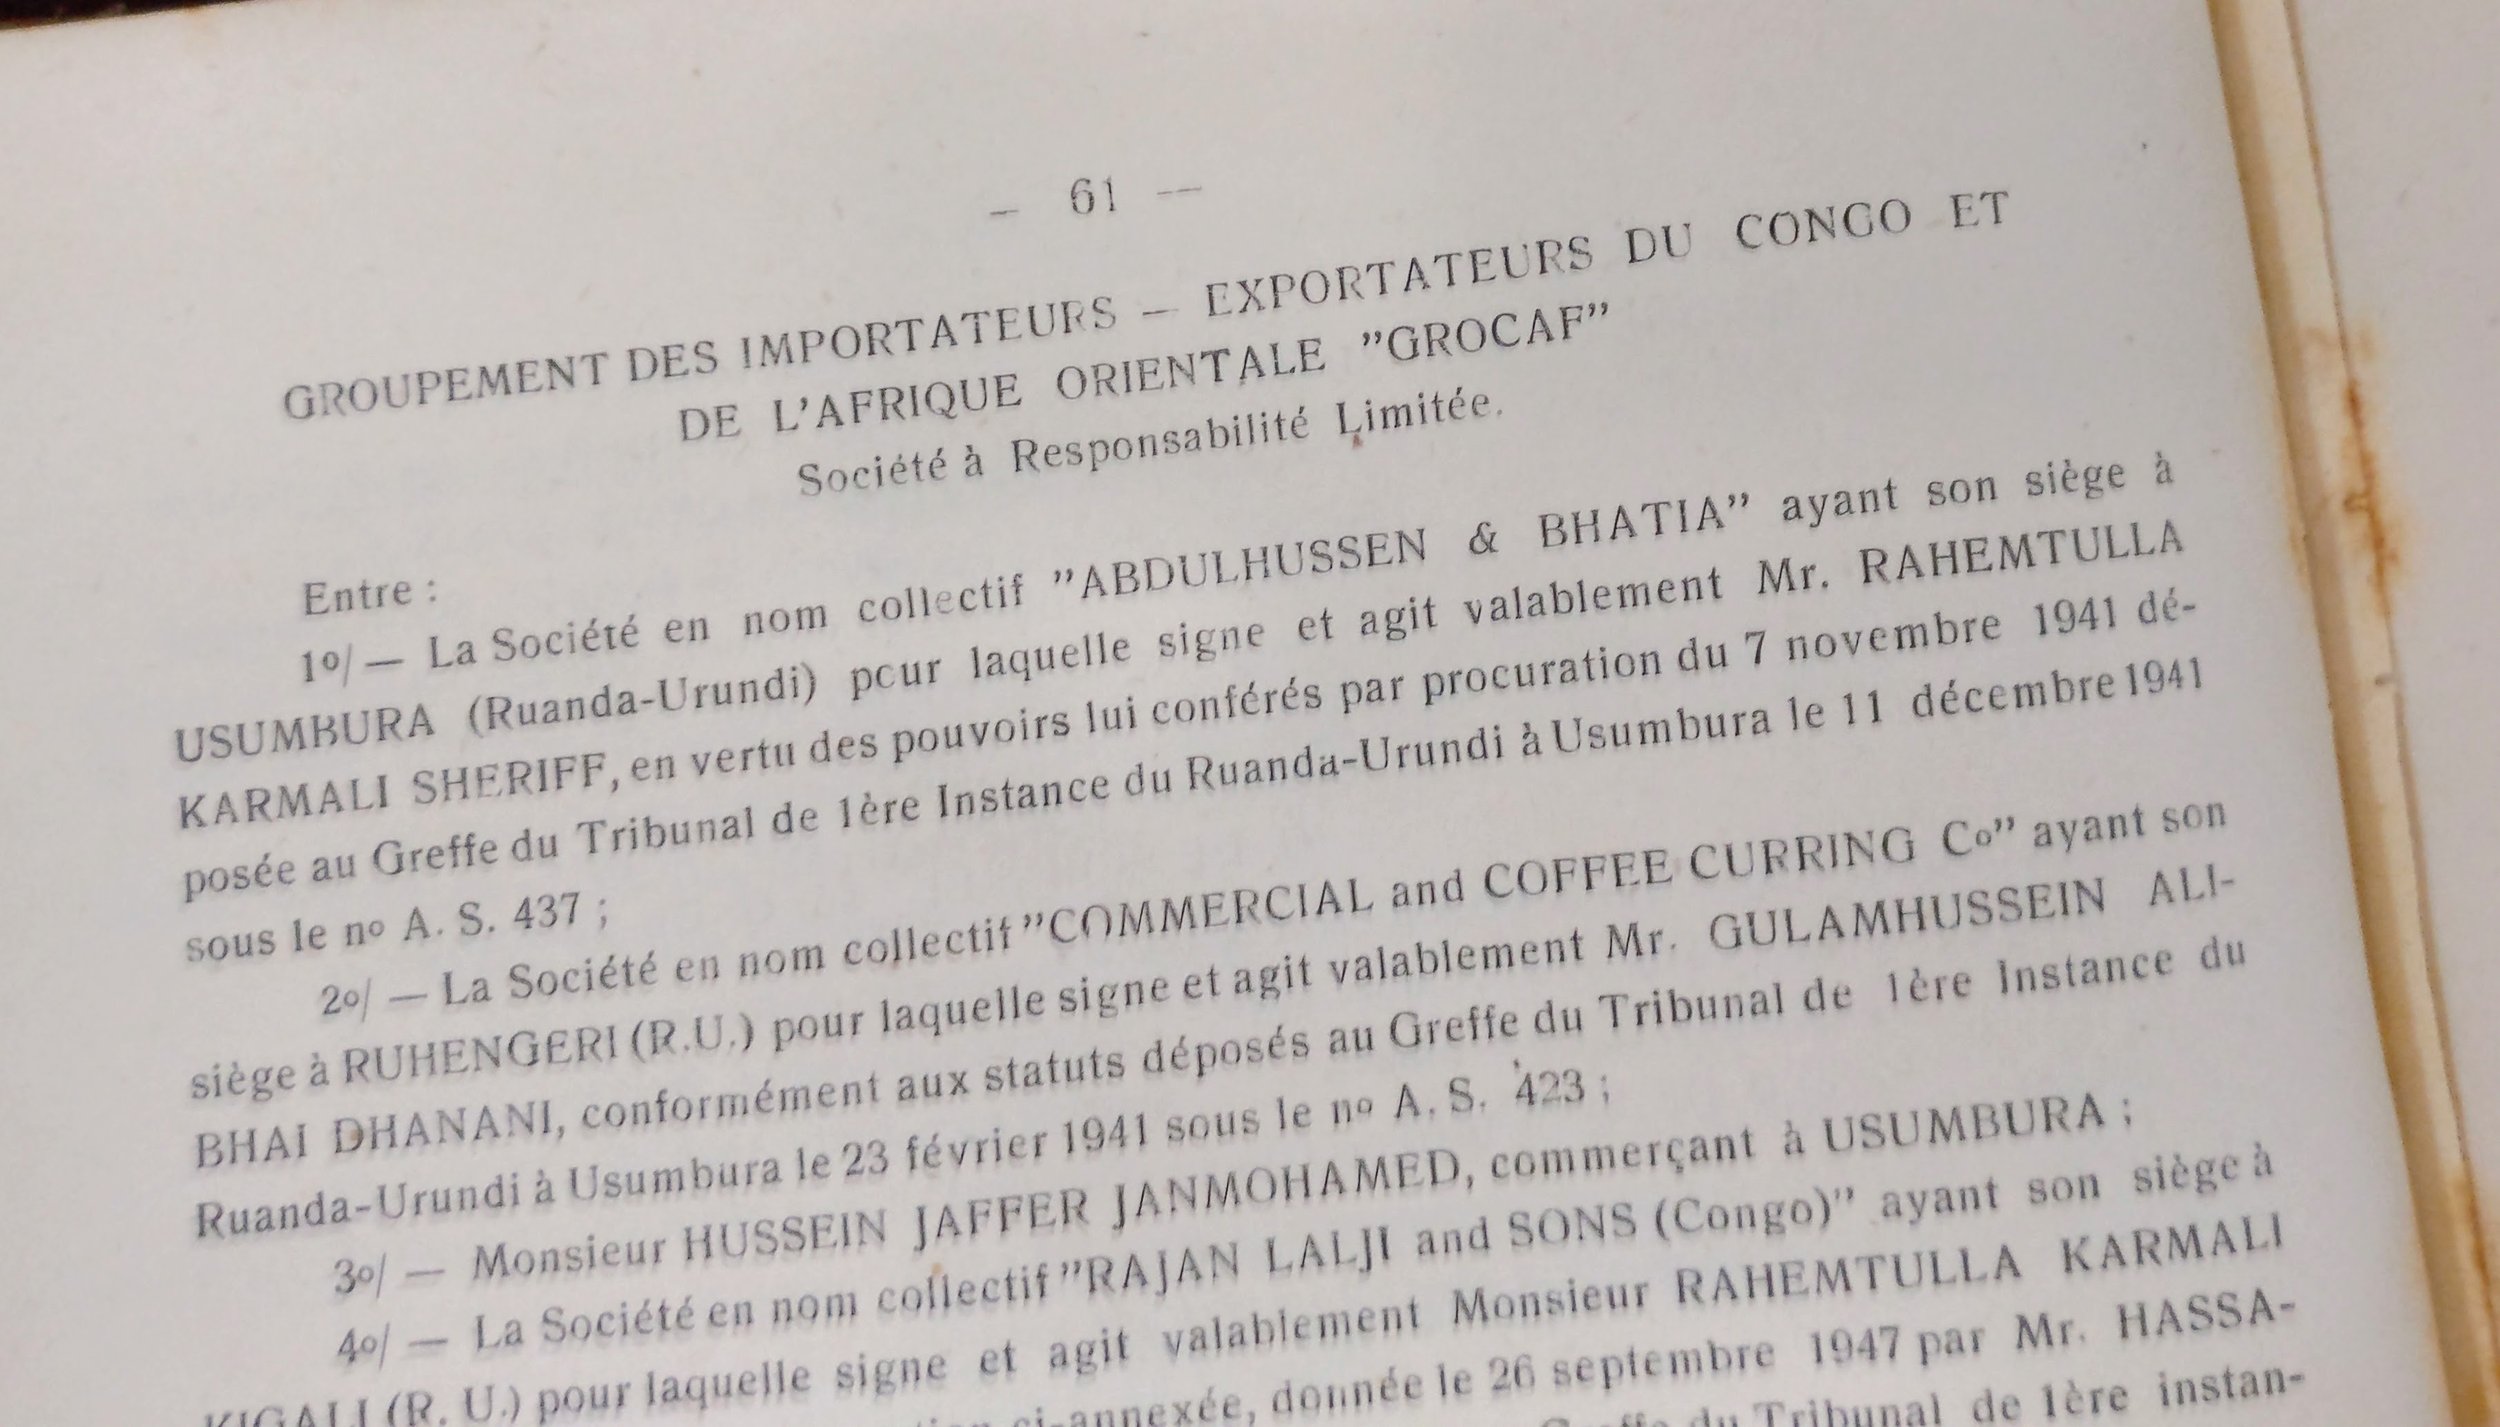 — 61 —
GROUPEMENT DES IMPORTATEURS — EXPORTATEURS DU CONGO ET
DE L'AFRIQUE ORIENTALE "GROCAF"
Société à Responsabilité Limitée.
Entre :
1º/ — La Société en nom collectif "ABDULHUSSEN & BHATIA" ayant son siège à
USUMBURA (Ruanda-Urundi) pour laquelle signe et agit valablement Mr. RAHEMTULLA
KARMALI SHERIFF, en vertu des pouvoirs lui conférés par procuration du 7 novembre 1941 dé-
posée au Greffe du Tribunal de 1ère Instance du Ruanda-Urundi à Usumbura le 11 décembre 1941
sous le nº A. S. 437 ;
2º/ — La Société en nom collectif "COMMERCIAL and COFFEE CURRING Cº" ayant son
siège à RUHENGERI (R.U.) pour laquelle signe et agit valablement Mr. GULAMHUSSEIN ALI-
BHAI DHANANI, conformément aux statuts déposés au Greffe du Tribunal de 1ère Instance du
Ruanda-Urundi à Usumbura le 23 février 1941 sous le nº A. S. 423 ;
3º/ — Monsieur HUSSEIN JAFFER JANMOHAMED, commerçant à USUMBURA ;
4º/ — La Société en nom collectif "RAJAN LALJI and SONS (Congo)" ayant son siège à
KIGALI (R. U.) pour laquelle signe et agit valablement Monsieur RAHEMTULLA KARMALI
ci-annexée, donnée le 26 septembre 1947 par Mr. HASSA-
Greffe du Tribunal de 1ère instan-